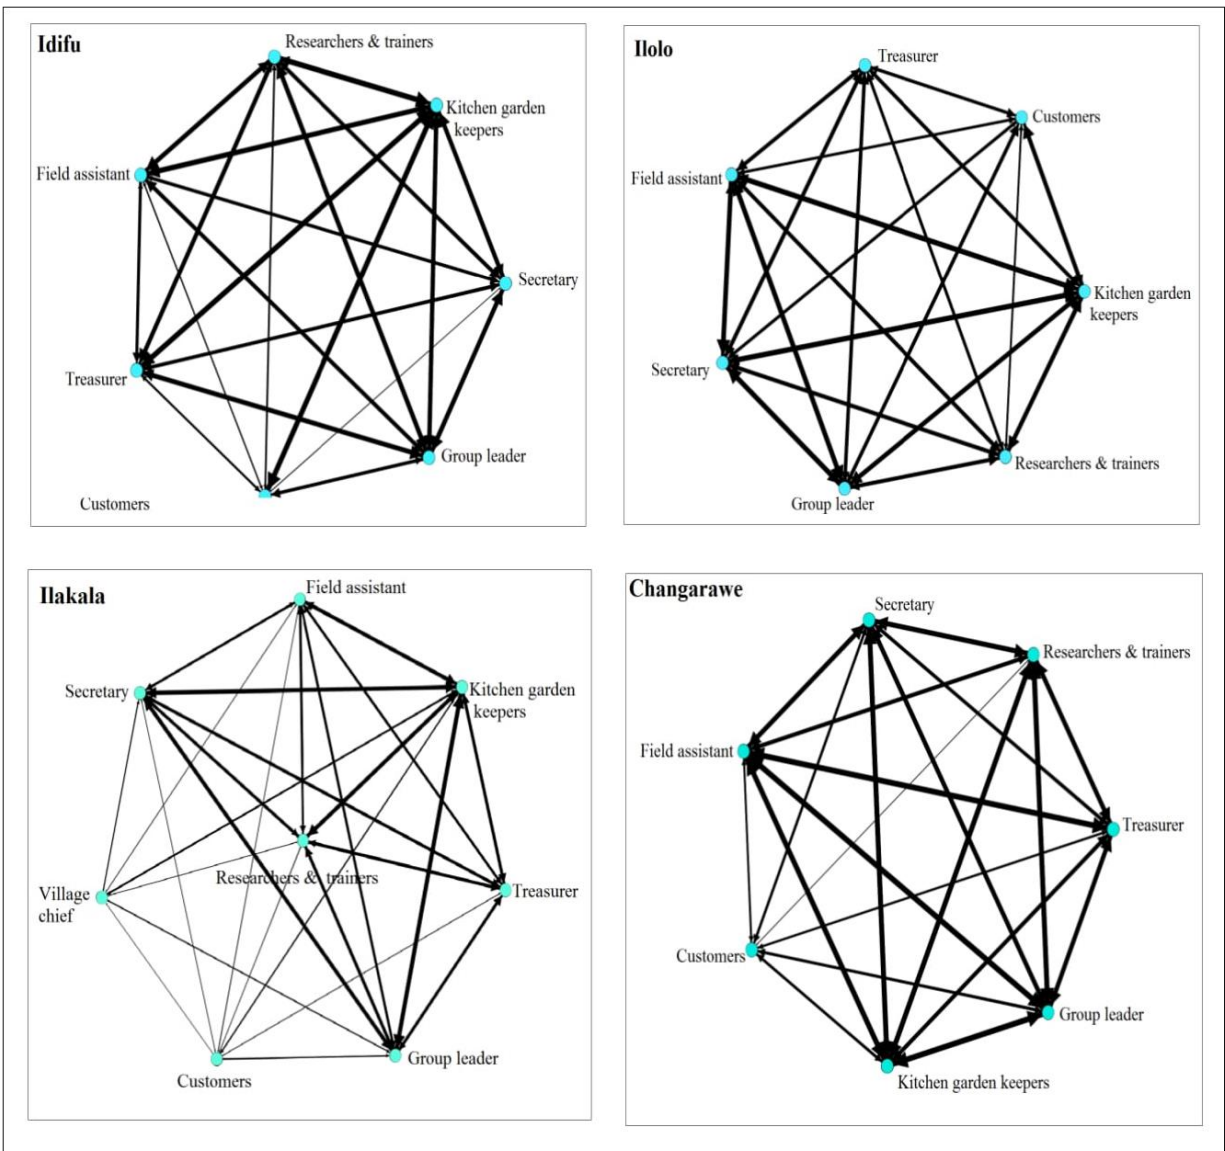 Idifu
Researchers & trainers
Kitchen garden
keepers
Field assistant
Secretary
Treasurer
Group leader
Customers
Ilolo
Treasurer
Customers
Field assistant
Kitchen garden
keepers
Secretary
Researchers & trainers
Group leader
Ilakala
Field assistant
Secretary
Kitchen garden
keepers
Researchers & trainers
Village
chief
Treasurer
Group leader
Customers
Changarawe
Secretary
Researchers & trainers
Field assistant
Treasurer
Customers
Group leader
Kitchen garden keepers